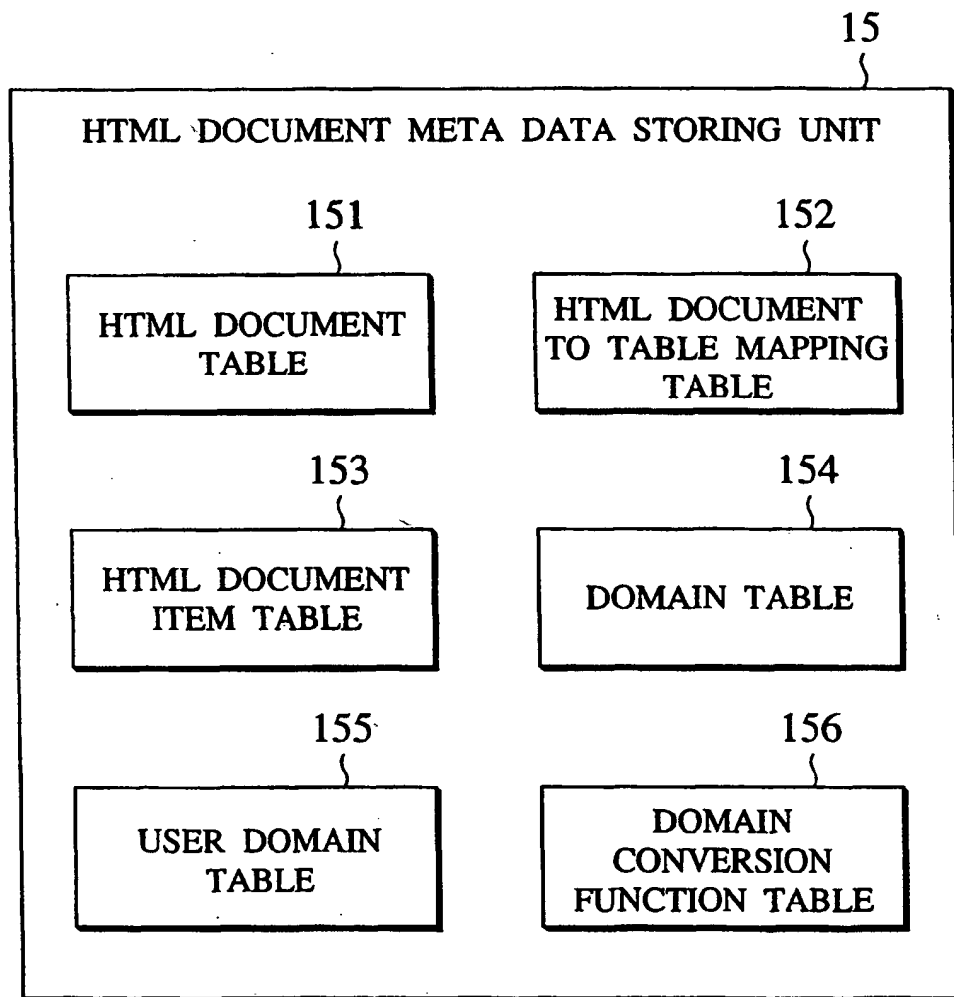 15
HTML DOCUMENT META DATA STORING UNIT
151
HTML DOCUMENT
TABLE
152
HTML DOCUMENT
TO TABLE MAPPING
TABLE
153
HTML DOCUMENT
ITEM TABLE
154
DOMAIN TABLE
155
USER DOMAIN
TABLE
156
DOMAIN
CONVERSION
FUNCTION TABLE